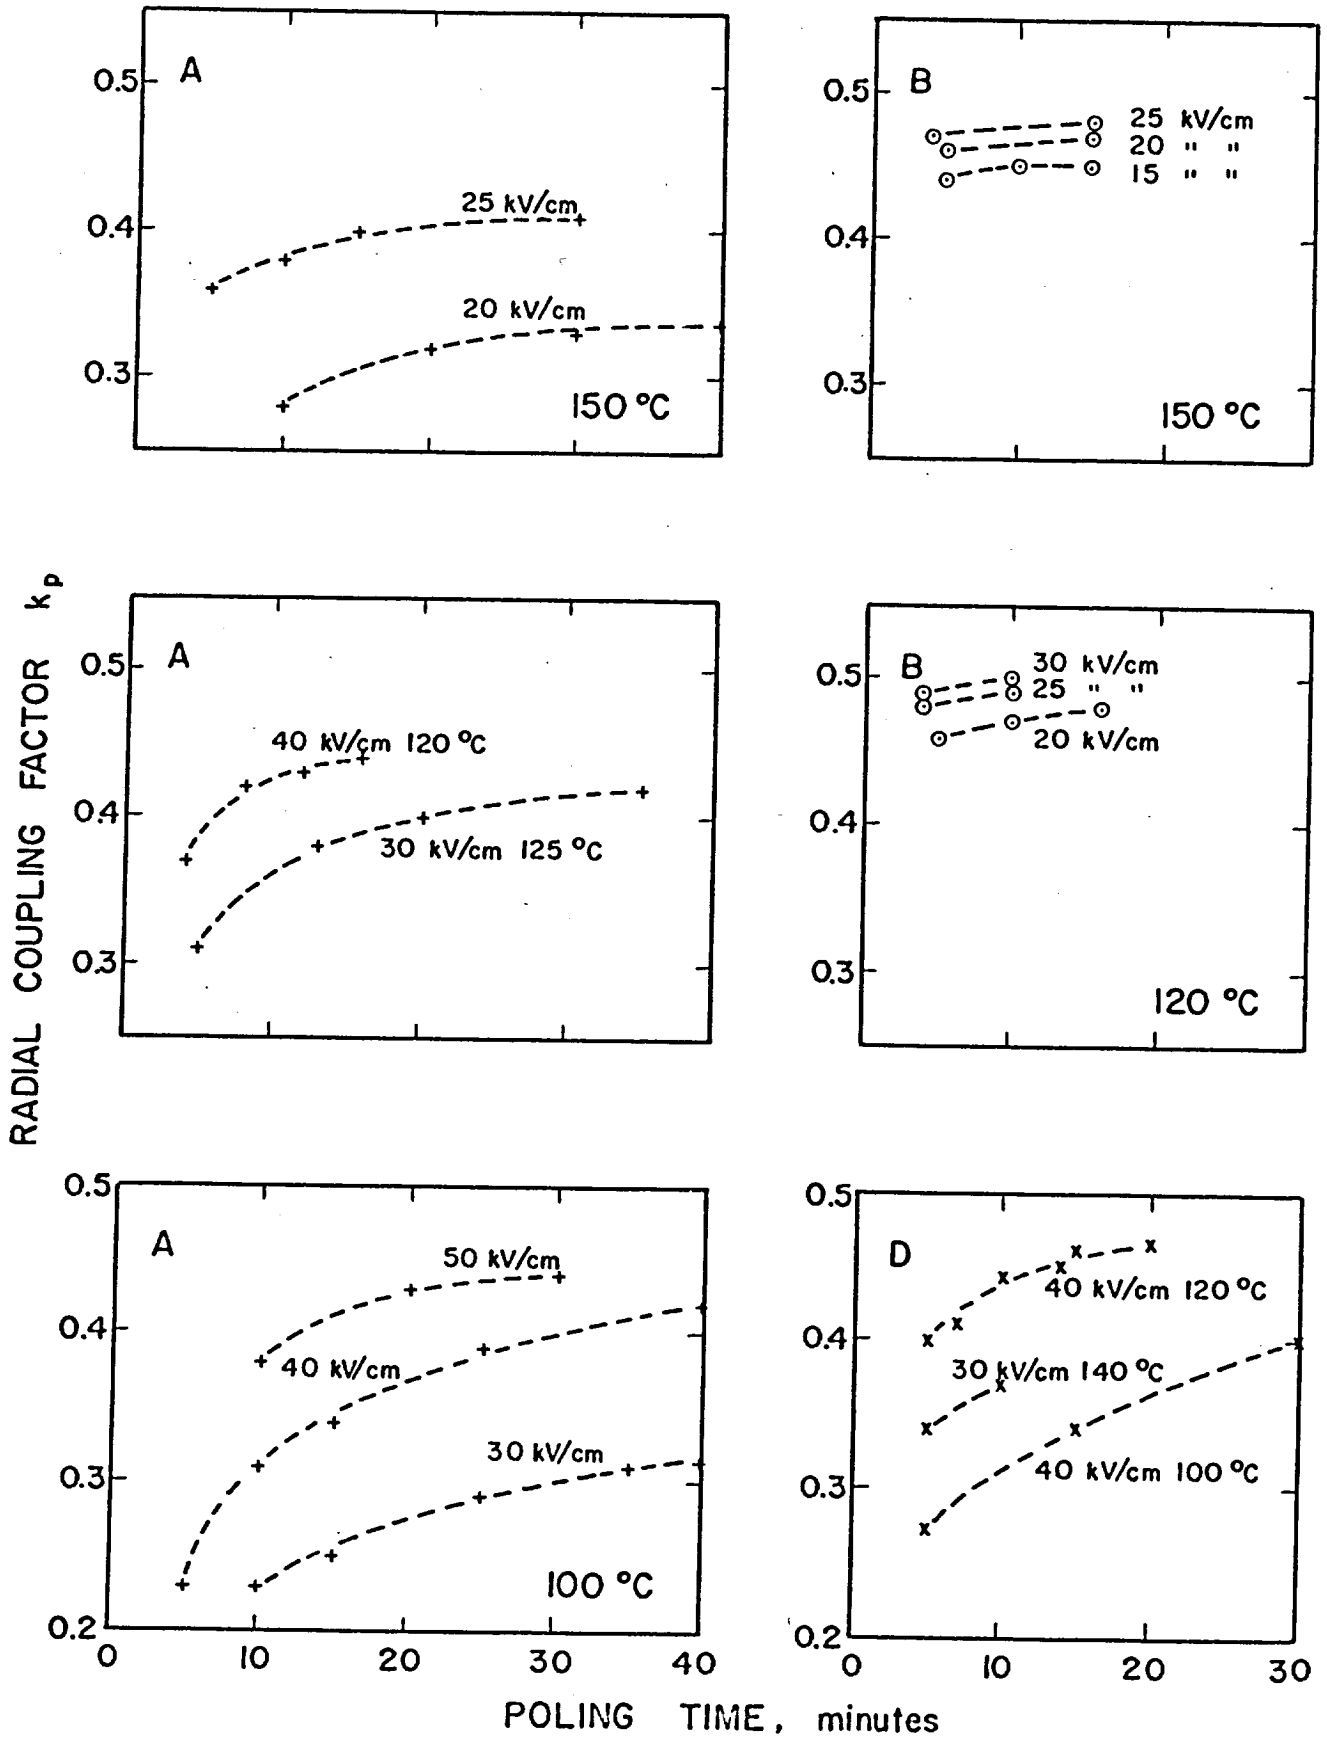 RADIAL COUPLING FACTOR kp
A
0.5
0.4
0.3
25 kV/cm
20 kV/cm
150 °C
B
0.5
0.4
0.3
25 kV/cm
20 " "
15 " "
150 °C
A
0.5
0.4
0.3
40 kV/cm 120 °C
30 kV/cm 125 °C
B
0.5
0.4
0.3
30 kV/cm
25 " "
20 kV/cm
120 °C
A
0.5
0.4
0.3
0.2
50 kV/cm
40 kV/cm
30 kV/cm
100 °C
0 10 20 30 40
D
0.5
0.4
0.3
0.2
40 kV/cm 120 °C
30 kV/cm 140 °C
40 kV/cm 100 °C
0 10 20 30
POLING TIME, minutes